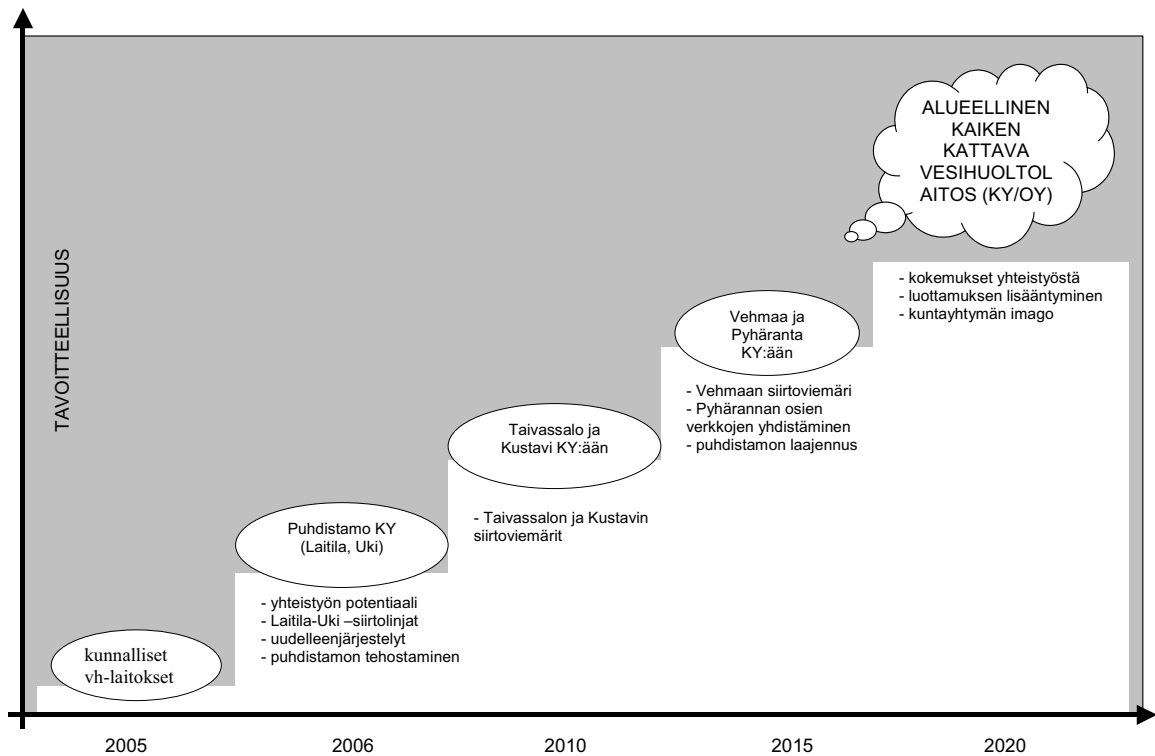 TAVOITTEELLISUUS
ALUEELLINEN
KAIKEN
KATTAVA
VESIHUOLTOL
AITOS (KY/OY)
- kokemukset yhteistyöstä
- luottamuksen lisääntyminen
- kuntayhtymän imago
Vehmaa ja
Pyhäranta
KY:ään
- Vehmaan siirtoviemäri
- Pyhärannan osien
verkkojen yhdistäminen
- puhdistamon laajennus
Taivassalo ja
Kustavi KY:ään
- Taivassalon ja Kustavin
siirtoviemärit
Puhdistamo KY
(Laitila, Uki)
- yhteistyön potentiaali
- Laitila-Uki –siirtolinjat
- uudelleenjärjestelyt
- puhdistamon tehostaminen
kunnalliset
vh-laitokset
2005 2006 2010 2015 2020